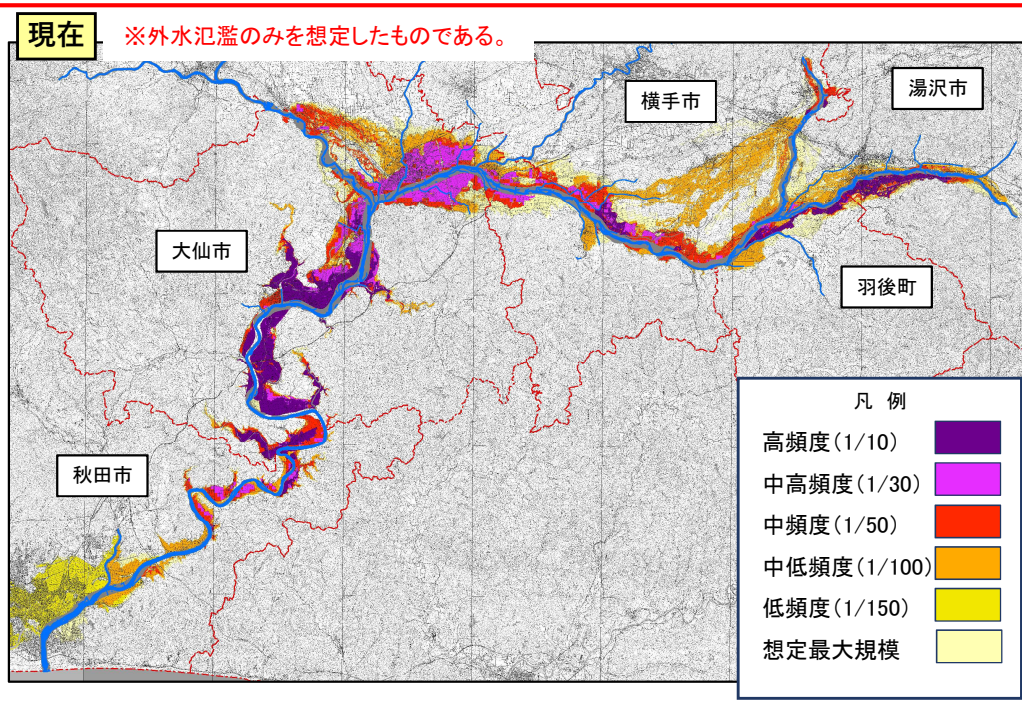 現在
※外水氾濫のみを想定したものである。
横手市
湯沢市
大仙市
羽後町
秋田市
凡 例
高頻度(1/10)
中高頻度(1/30)
中頻度(1/50)
中低頻度(1/100)
低頻度(1/150)
想定最大規模